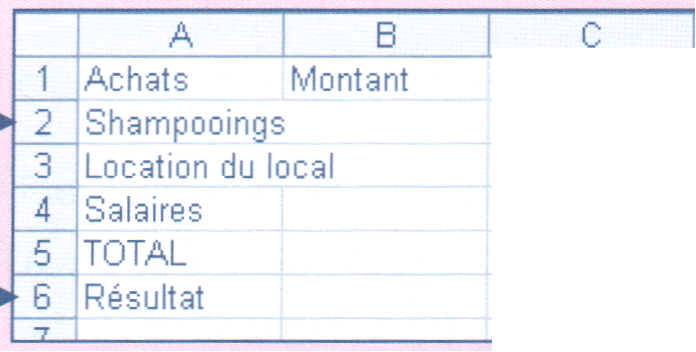 A B C
1 Achats Montant
2 Shampooings
3 Location du local
4 Salaires
5 TOTAL
6 Résultat
7